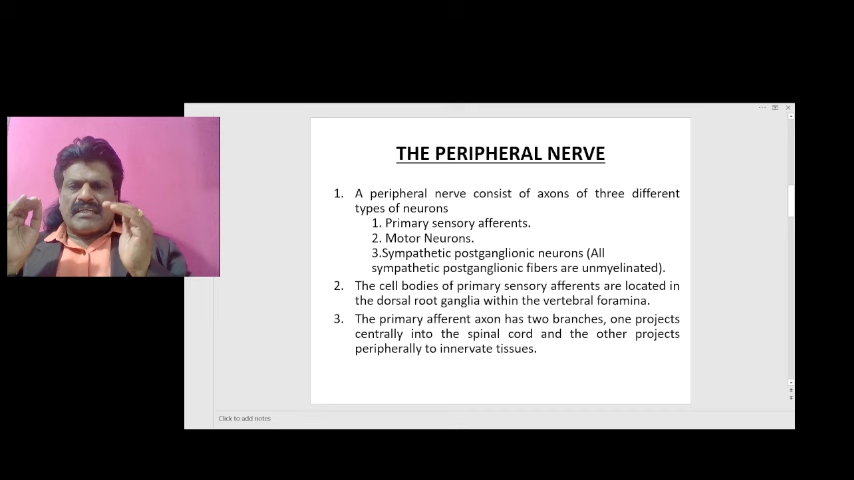 THE PERIPHERAL NERVE
1. A peripheral nerve consist of axons of three different
types of neurons
1. Primary sensory afferents.
2. Motor Neurons.
3.Sympathetic postganglionic neurons (All
sympathetic postganglionic fibers are unmyelinated).
2. The cell bodies of primary sensory afferents are located in
the dorsal root ganglia within the vertebral foramina.
3. The primary afferent axon has two branches, one projects
centrally into the spinal cord and the other projects
peripherally to innervate tissues.
Click to add notes